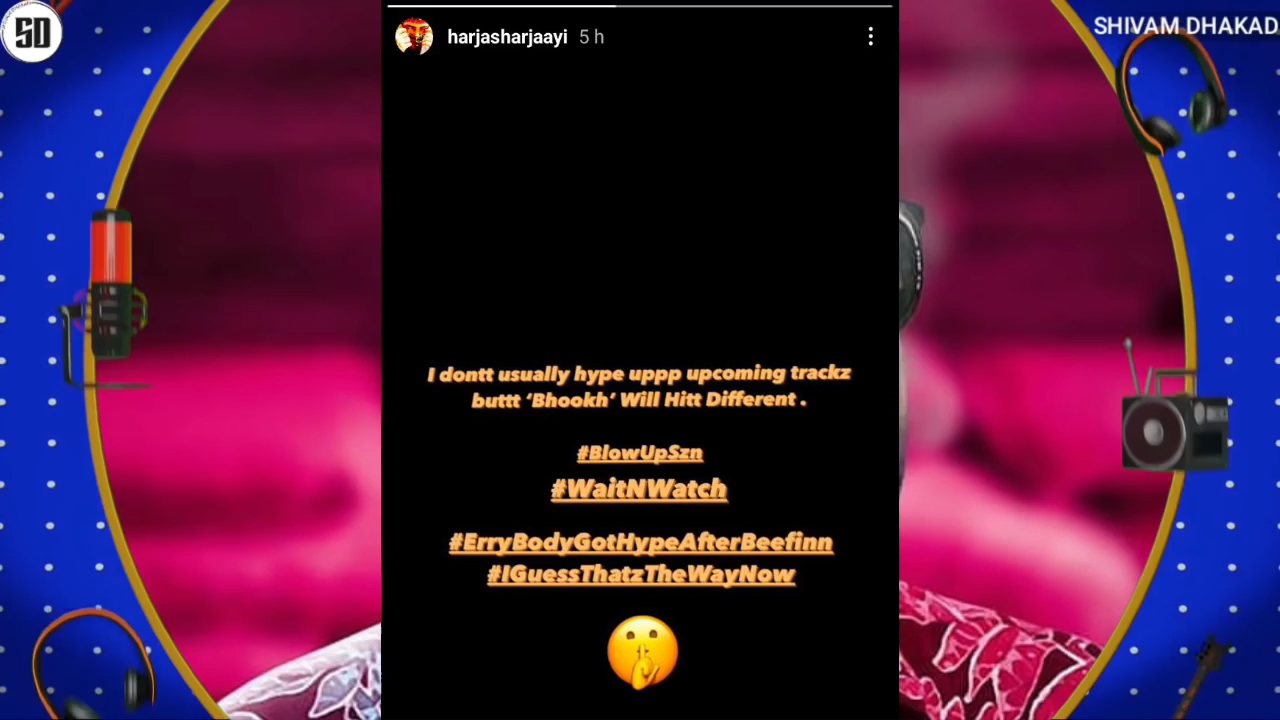 SD
SHIVAM DHAKAD
harjasharjaayi 5 h
I dontt usually hype uppp upcoming trackz
buttt ‘Bhookh’ Will Hitt Different .
#BlowUpSzn
#WaitNWatch
#ErryBodyGotHypeAfterBeefinn
#IGuessThatzTheWayNow